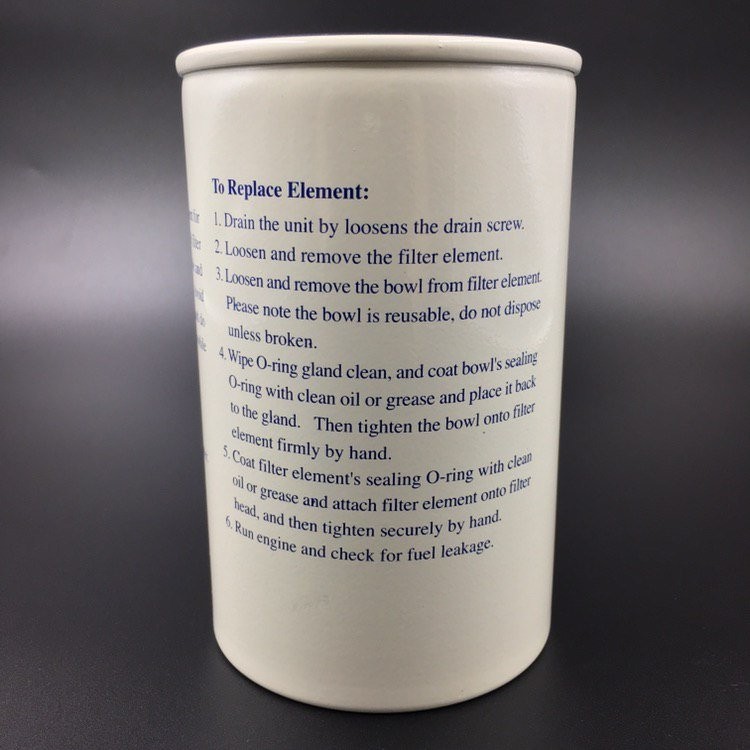 To Replace Element:
1. Drain the unit by loosens the drain screw.
2. Loosen and remove the filter element.
3. Loosen and remove the bowl from filter element.
Please note the bowl is reusable, do not dispose
unless broken.
4. Wipe O-ring gland clean, and coat bowl's sealing
O-ring with clean oil or grease and place it back
to the gland. Then tighten the bowl onto filter
element firmly by hand.
5. Coat filter element's sealing O-ring with clean
oil or grease and attach filter element onto filter
head, and then tighten securely by hand.
6. Run engine and check for fuel leakage.